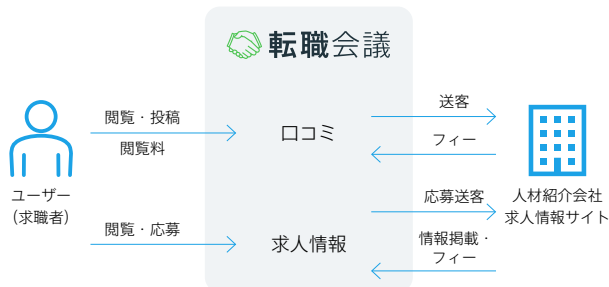 転職会議
閲覧・投稿
閲覧料
口コミ
送客
フィー
ユーザー
(求職者)
人材紹介会社
求人情報サイト
閲覧・応募
求人情報
応募送客
情報掲載・
フィー